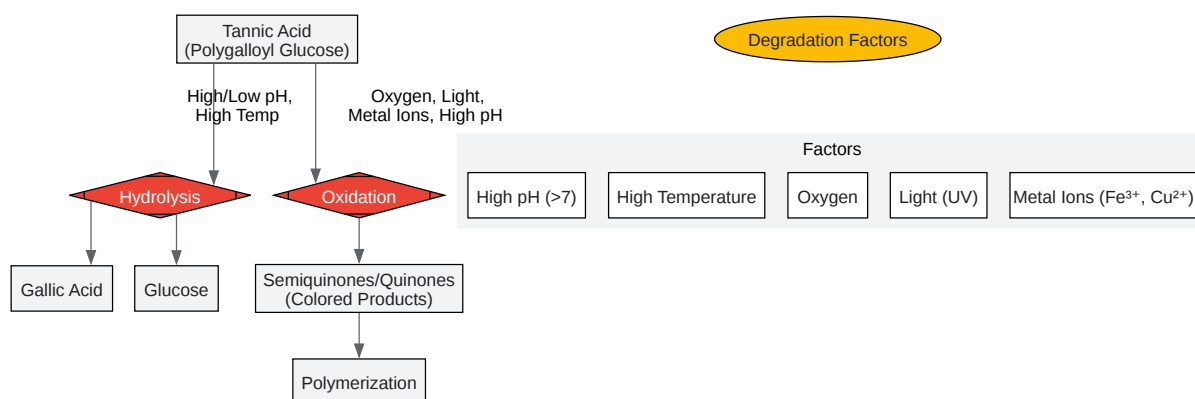 Tannic Acid
(Polygalloyl Glucose)
Degradation Factors
High/Low pH,
High Temp
Oxygen, Light,
Metal Ions, High pH
Factors
High pH (>7)
High Temperature
Oxygen
Light (UV)
Metal Ions (Fe³⁺, Cu²⁺)
Hydrolysis
Oxidation
Gallic Acid
Glucose
Semiquinones/Quinones
(Colored Products)
Polymerization